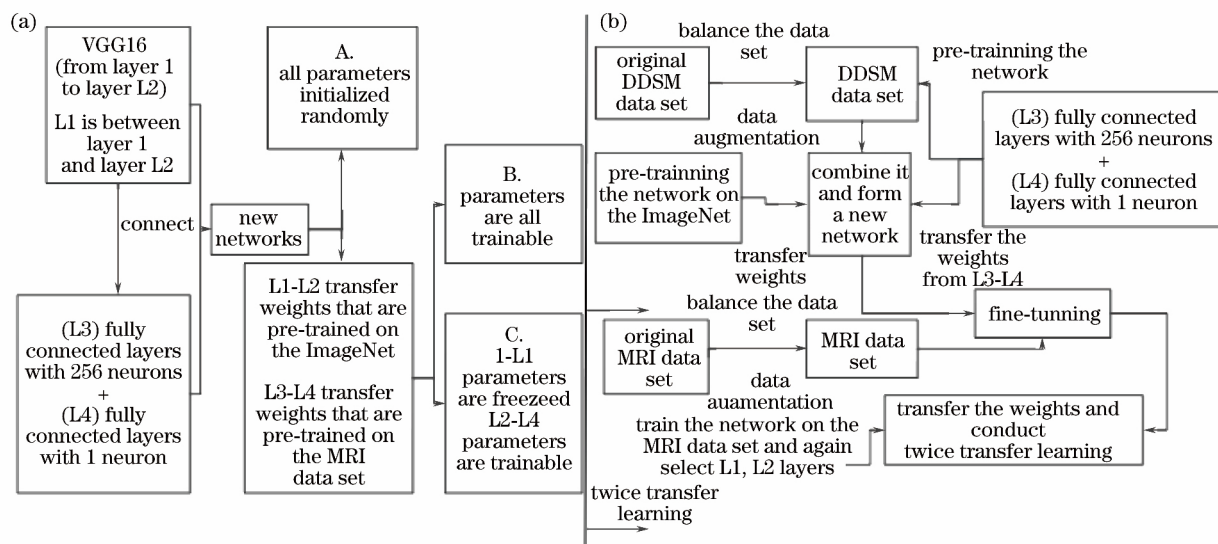 (a)
VGG16
(from layer 1
to layer L2)
L1 is between
layer 1
and layer L2
connect
(L3) fully
connected layers
with 256 neurons
+
(L4) fully
connected layers
with 1 neuron
new
networks
A.
all parameters
initialized
randomly
L1-L2 transfer
weights that are
pre-trained on
the ImageNet
L3-L4 transfer
weights that are
pre-trained on
the MRI
data set
B.
parameters
are all
trainable
C.
1-L1
parameters
are freezeed
L2-L4
parameters
are trainable
(b)
balance the data
set
original
DDSM
data set
DDSM
data set
pre-trainning the
network
data
augmentation
(L3) fully connected
layers with 256 neurons
+
(L4) fully connected
layers with 1 neuron
pre-trainning
the network on
the ImageNet
combine it
and form
a new
network
transfer
weights
transfer the
weights
from L3-L4
balance the data
set
original
MRI data
set
MRI data
set
fine-tunning
data
auamentation
train the network on the
MRI data set and again
select L1, L2 layers
transfer the weights and
conduct
twice transfer learning
twice transfer
learning